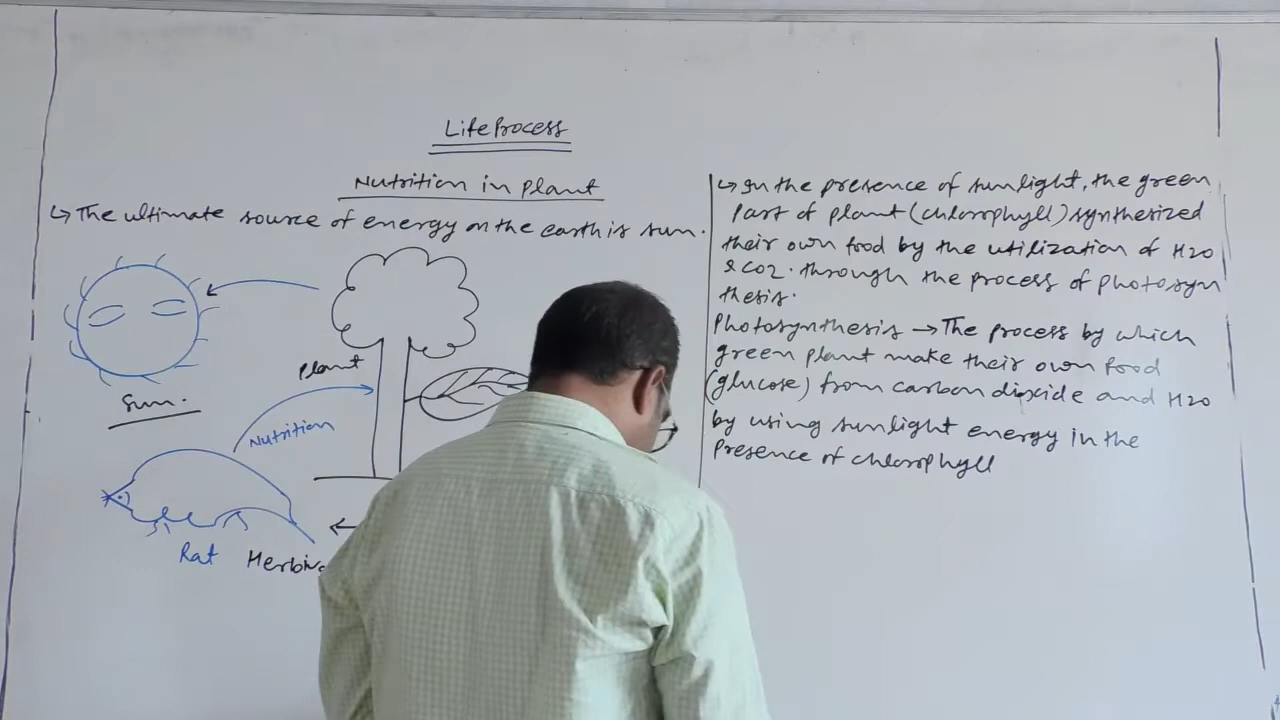 Life Process
Nutrition in plant
↳ The ultimate source of energy on the earth is sun.
Plant
Sun.
Nutrition
Rat Herbiv
↳ In the presence of sunlight, the green
Part of plant (chlorophyll) synthesized
their own food by the utilization of H2O
& CO2. through the process of Photosyn
thesis.
Photosynthesis → The process by which
green plant make their own food
(glucose) from carbon dioxide and H2O
by using sunlight energy in the
Presence of chlorophyll